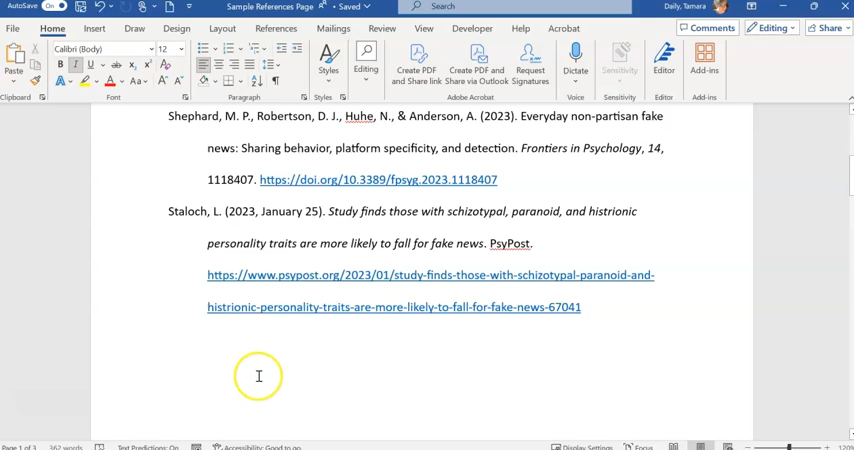 AutoSave On Sample References Page • Saved Search Daily, Tamara
File Home Insert Draw Design Layout References Mailings Review View Developer Help Acrobat Comments Editing Share
Calibri (Body) 12
Paste B I U ab x₂ x² A Aa A A Styles Editing Create PDF and Share link Create PDF and Share via Outlook Request Signatures Dictate Sensitivity Editor Add-ins
Clipboard Font Paragraph Styles Adobe Acrobat Voice Sensitivity Editor Add-ins
Shephard, M. P., Robertson, D. J., Huhe, N., & Anderson, A. (2023). Everyday non-partisan fake
news: Sharing behavior, platform specificity, and detection. Frontiers in Psychology, 14,
1118407. https://doi.org/10.3389/fpsyg.2023.1118407
Staloch, L. (2023, January 25). Study finds those with schizotypal, paranoid, and histrionic
personality traits are more likely to fall for fake news. PsyPost.
https://www.psypost.org/2023/01/study-finds-those-with-schizotypal-paranoid-and-
histrionic-personality-traits-are-more-likely-to-fall-for-fake-news-67041
Page 1 of 3 362 words Text Predictions: On Accessibility: Good to go Display Settings Focus 120%